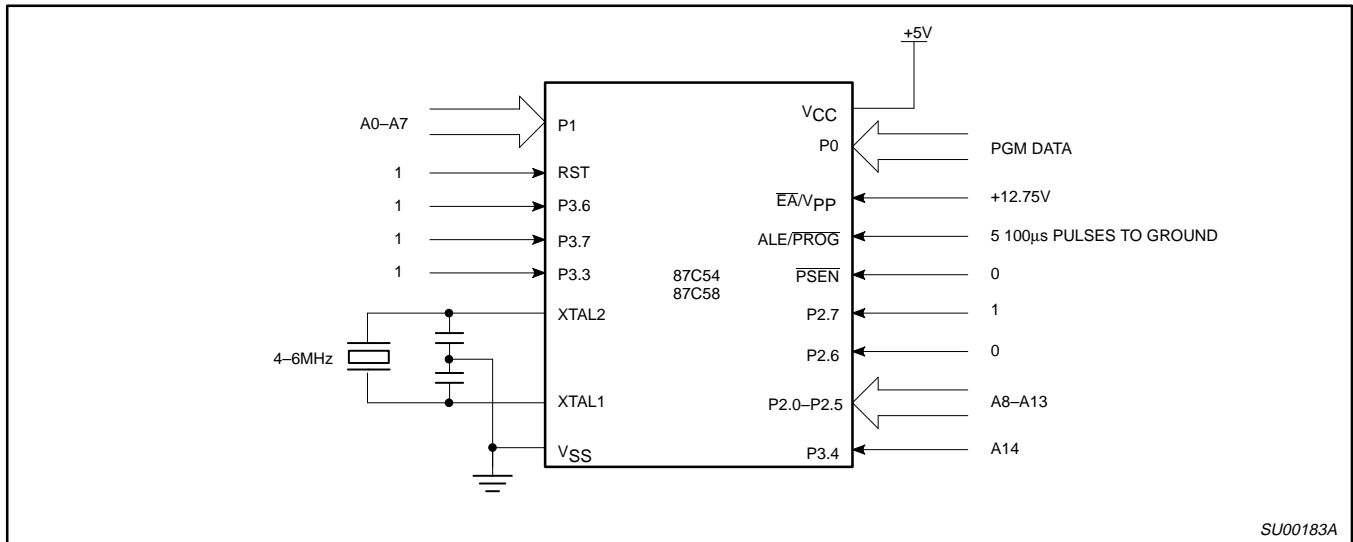 +5V
A0–A7
P1
VCC
P0
PGM DATA
1
RST
EA/VPP
+12.75V
1
P3.6
ALE/PROG
5 100µs PULSES TO GROUND
1
P3.7
PSEN
0
1
P3.3
87C54
87C58
P2.7
1
XTAL2
P2.6
0
4–6MHz
XTAL1
P2.0–P2.5
A8–A13
VSS
P3.4
A14
SU00183A